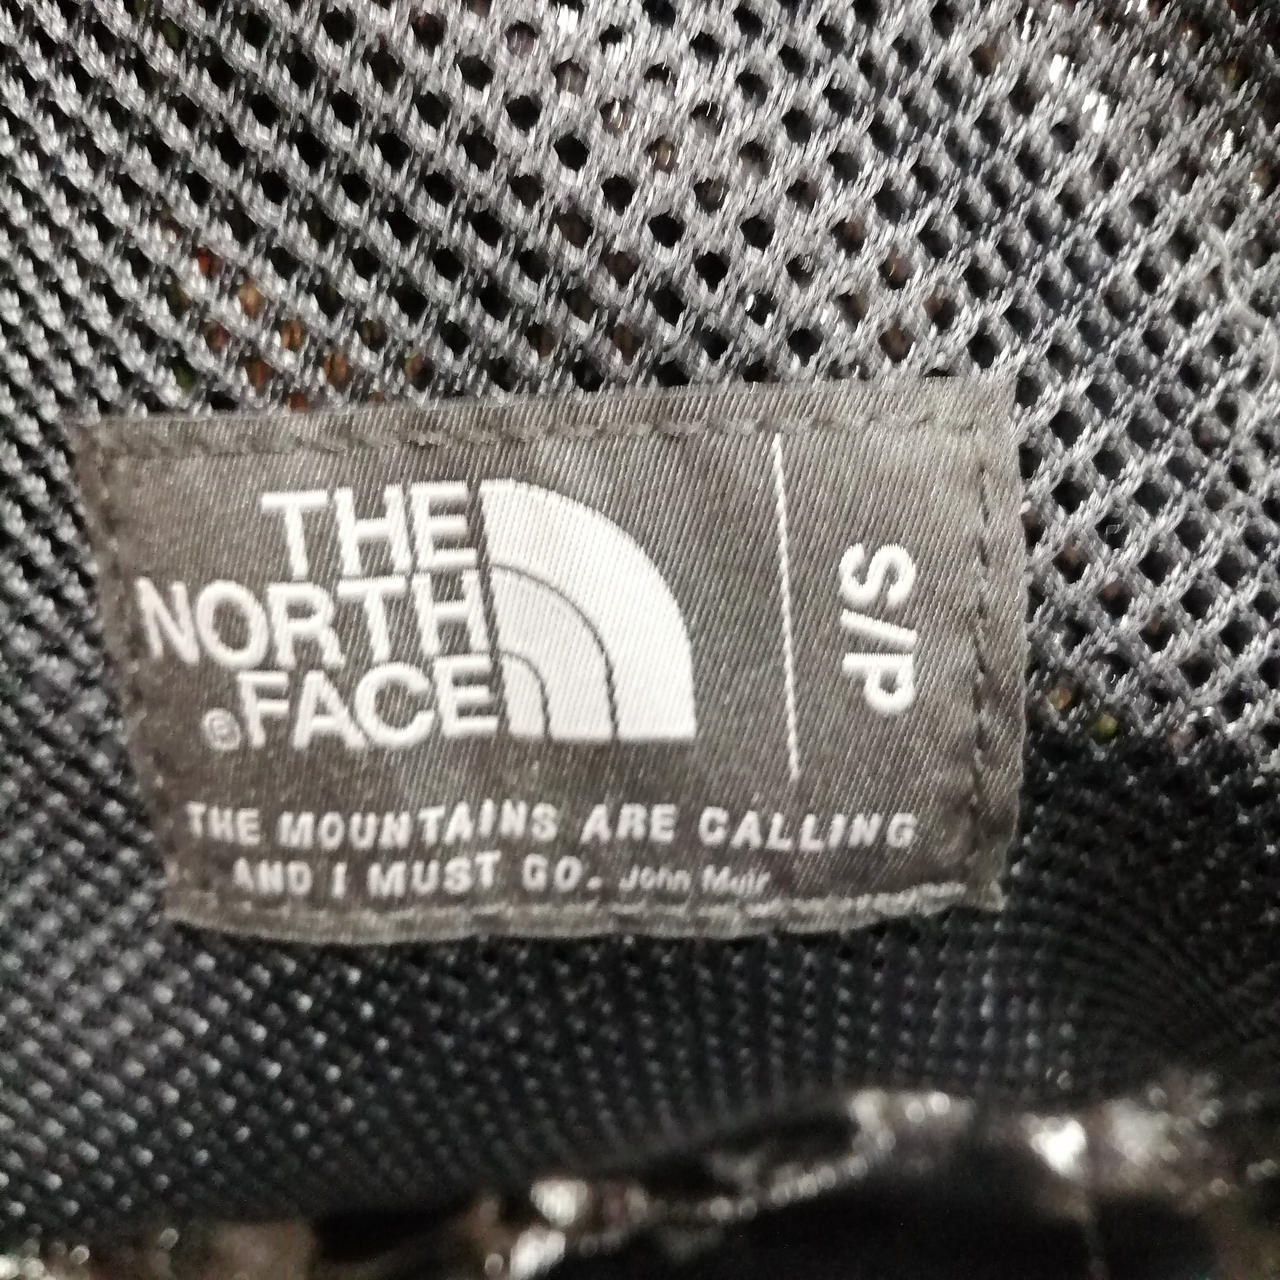 THE
NORTH
®FACE
S/P
THE MOUNTAINS ARE CALLING
AND I MUST GO. John Muir